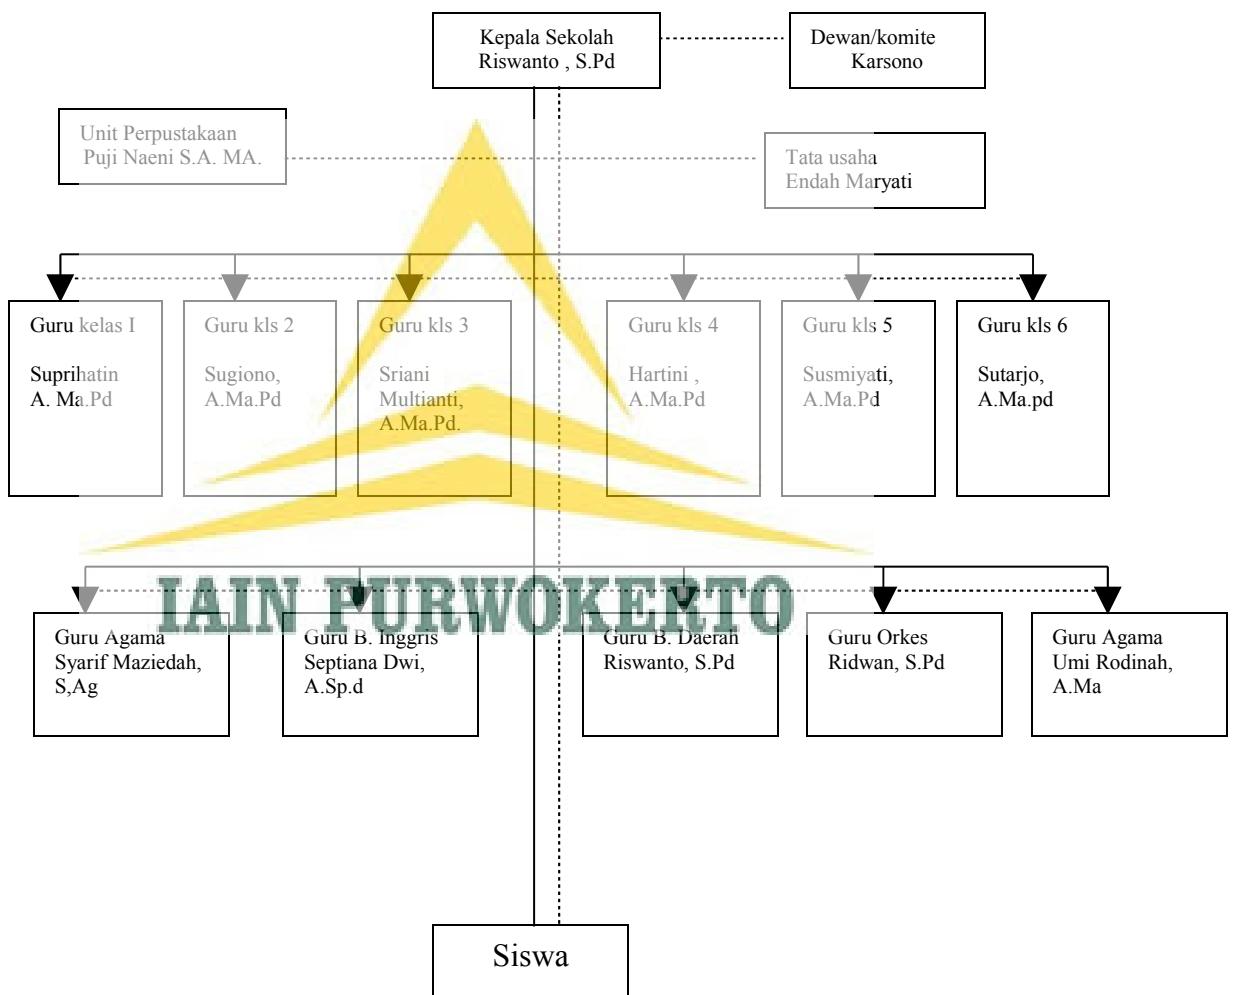 Kepala Sekolah
Riswanto , S.Pd
Dewan/komite
Karsono
Unit Perpustakaan
Puji Naeni S.A. MA.
Tata usaha
Endah Maryati
Guru kelas I
Suprihatin
A. Ma.Pd
Guru kls 2
Sugiono,
A.Ma.Pd
Guru kls 3
Sriani
Multianti,
A.Ma.Pd.
Guru kls 4
Hartini ,
A.Ma.Pd
Guru kls 5
Susmiyati,
A.Ma.Pd
Guru kls 6
Sutarjo,
A.Ma.pd
IAIN PURWOKERTO
Guru Agama
Syarif Maziedah,
S,Ag
Guru B. Inggris
Septiana Dwi,
A.Sp.d
Guru B. Daerah
Riswanto, S.Pd
Guru Orkes
Ridwan, S.Pd
Guru Agama
Umi Rodinah,
A.Ma
Siswa